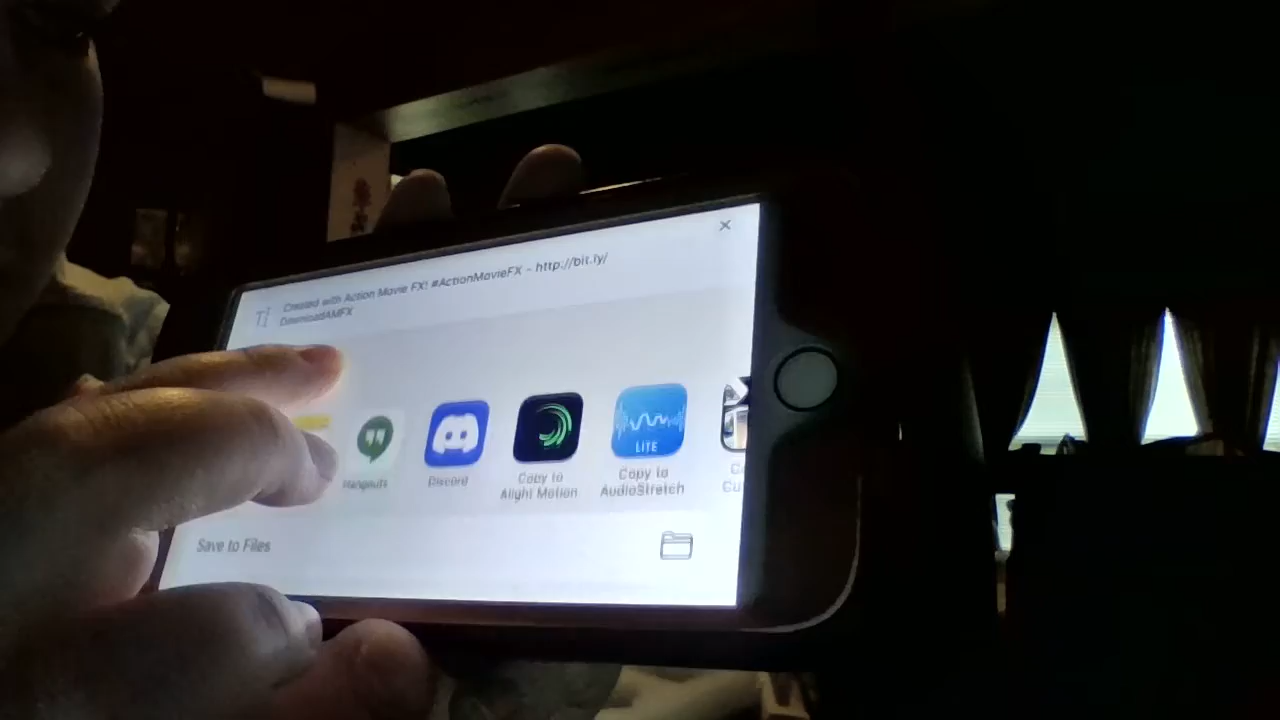 Created with Action Movie FX! #ActionMovieFX - http://bit.ly/
DownloadAMFX
Hangouts
Discord
Copy to
Alight Motion
LITE
Copy to
AudioStretch
Save to Files